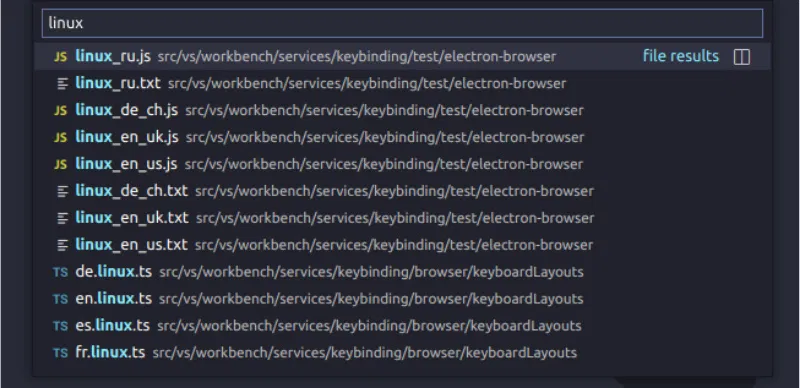 linux
JS linux_ru.js src/vs/workbench/services/keybinding/test/electron-browser file results
linux_ru.txt src/vs/workbench/services/keybinding/test/electron-browser
JS linux_de_ch.js src/vs/workbench/services/keybinding/test/electron-browser
JS linux_en_uk.js src/vs/workbench/services/keybinding/test/electron-browser
JS linux_en_us.js src/vs/workbench/services/keybinding/test/electron-browser
linux_de_ch.txt src/vs/workbench/services/keybinding/test/electron-browser
linux_en_uk.txt src/vs/workbench/services/keybinding/test/electron-browser
linux_en_us.txt src/vs/workbench/services/keybinding/test/electron-browser
TS de.linux.ts src/vs/workbench/services/keybinding/browser/keyboardLayouts
TS en.linux.ts src/vs/workbench/services/keybinding/browser/keyboardLayouts
TS es.linux.ts src/vs/workbench/services/keybinding/browser/keyboardLayouts
TS fr.linux.ts src/vs/workbench/services/keybinding/browser/keyboardLayouts